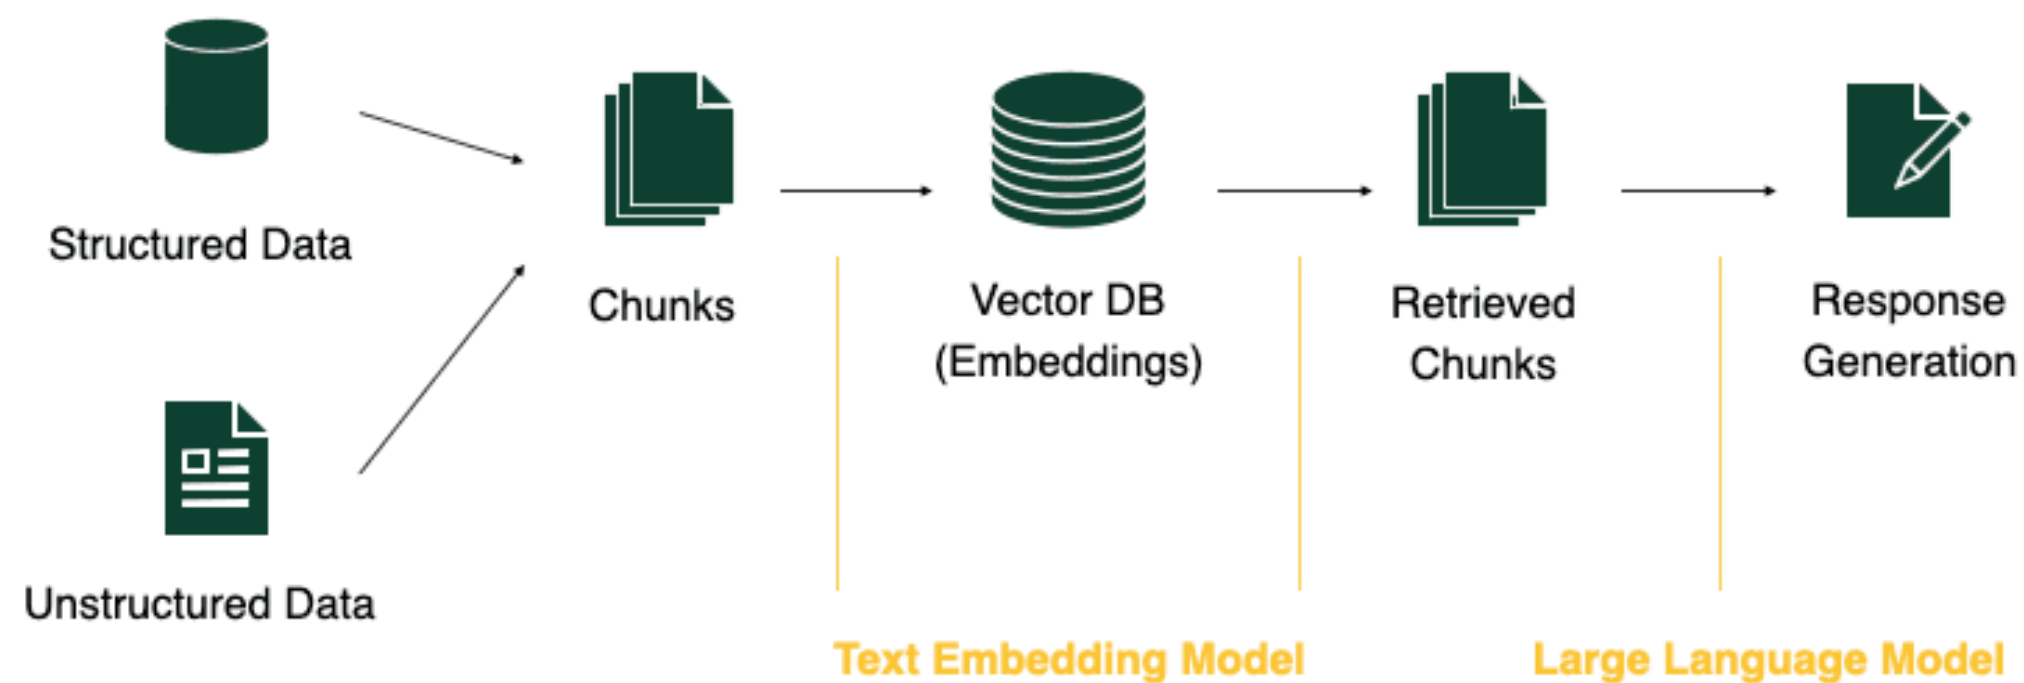 Structured Data
Unstructured Data
Chunks
Vector DB
(Embeddings)
Retrieved
Chunks
Response
Generation
Text Embedding Model
Large Language Model